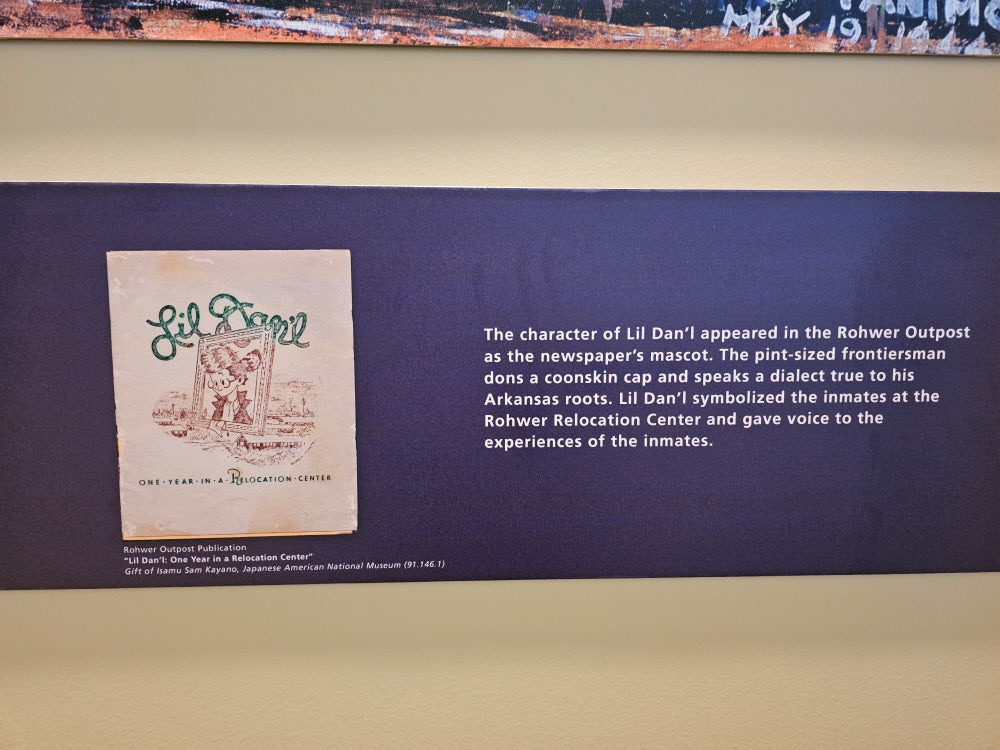 MAY 19,
Lil Dan'l
ONE·YEAR·IN·A·RELOCATION·CENTER
Rohwer Outpost Publication
"Lil Dan'l: One Year in a Relocation Center"
Gift of Isamu Sam Kayano, Japanese American National Museum (91.146.1)
The character of Lil Dan'l appeared in the Rohwer Outpost
as the newspaper's mascot. The pint-sized frontiersman
dons a coonskin cap and speaks a dialect true to his
Arkansas roots. Lil Dan'l symbolized the inmates at the
Rohwer Relocation Center and gave voice to the
experiences of the inmates.